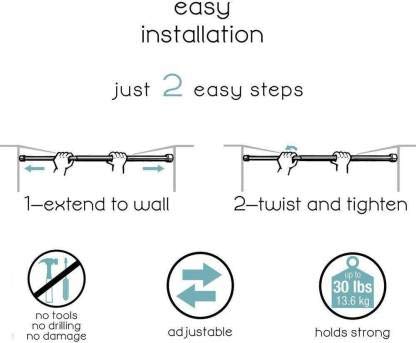 easy
installation
just 2 easy steps
1–extend to wall
2–twist and tighten
no tools
no drilling
no damage
adjustable
up to
30 lbs
13.6 kg
holds strong